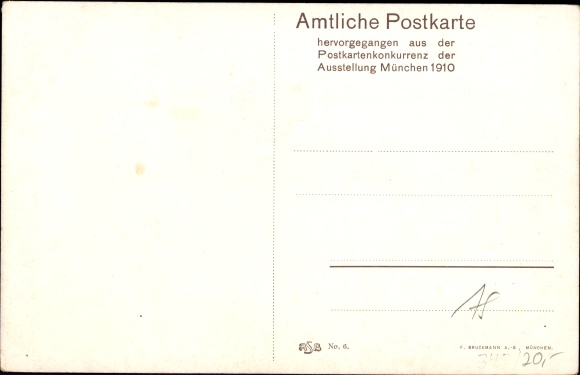 Amtliche Postkarte
hervorgegangen aus der
Postkartenkonkurrenz der
Ausstellung München 1910
No. 6.
F. BRUCKMANN A.-G., MÜNCHEN.
20,-